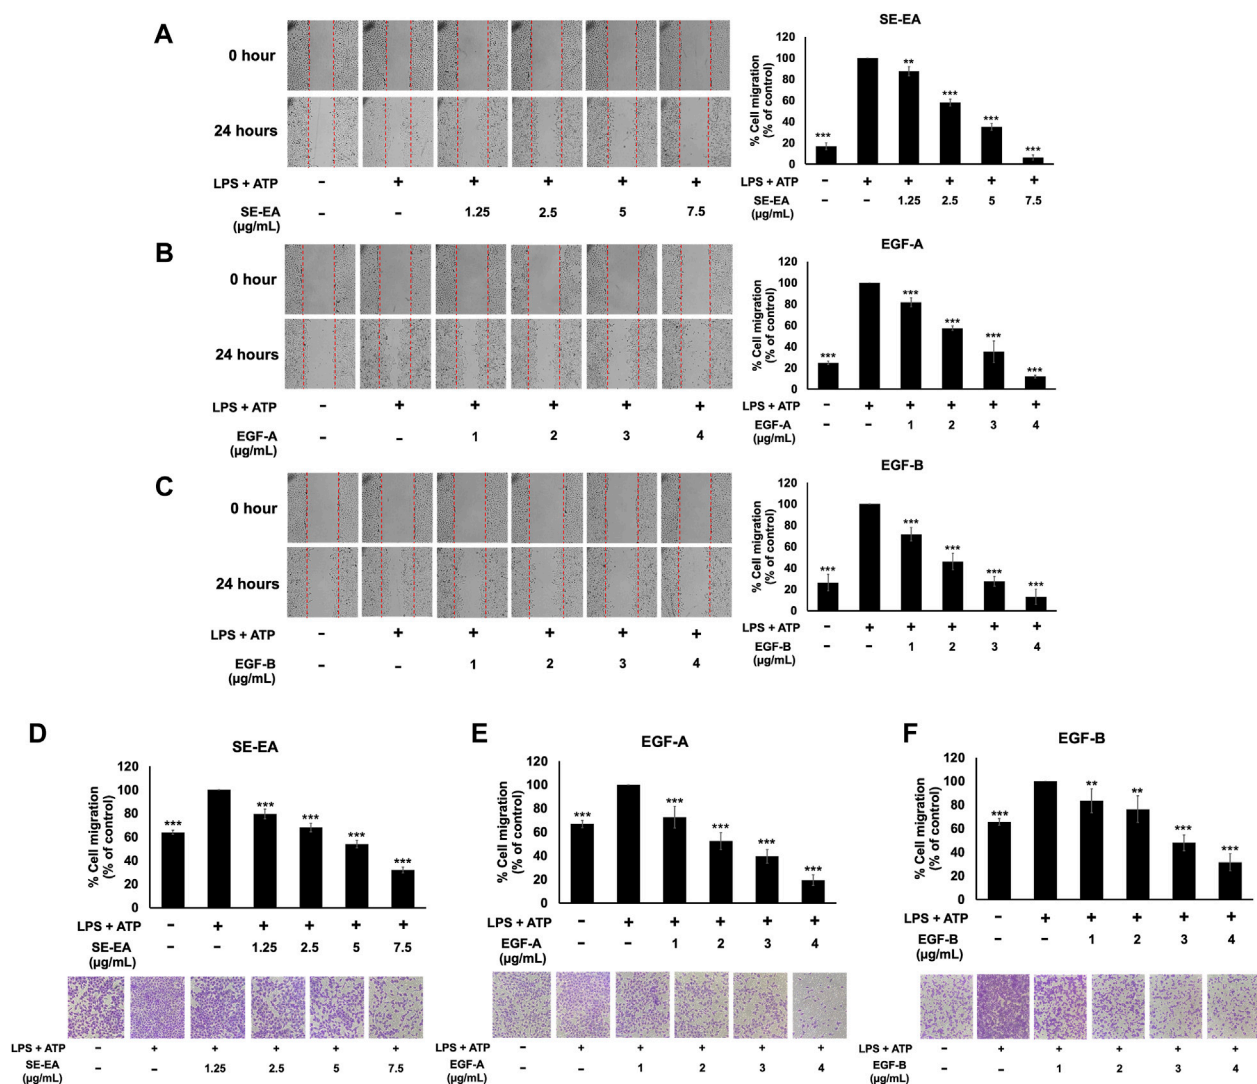 A
0 hour
24 hours
LPS + ATP - + + + + +
SE-EA - - 1.25 2.5 5 7.5
(µg/mL)
SE-EA
% Cell migration
(% of control)
120
100
80
60
40
20
0
*** ** *** *** ***
LPS + ATP - + + + + +
SE-EA - - 1.25 2.5 5 7.5
(µg/mL)
B
0 hour
24 hours
LPS + ATP - + + + + +
EGF-A - - 1 2 3 4
(µg/mL)
EGF-A
% Cell migration
(% of control)
120
100
80
60
40
20
0
*** *** *** *** ***
LPS + ATP - + + + + +
EGF-A - - 1 2 3 4
(µg/mL)
C
0 hour
24 hours
LPS + ATP - + + + + +
EGF-B - - 1 2 3 4
(µg/mL)
EGF-B
% Cell migration
(% of control)
120
100
80
60
40
20
0
*** *** *** *** ***
LPS + ATP - + + + + +
EGF-B - - 1 2 3 4
(µg/mL)
D
SE-EA
% Cell migration
(% of control)
120
100
80
60
40
20
0
*** *** *** *** ***
LPS + ATP - + + + + +
SE-EA - - 1.25 2.5 5 7.5
(µg/mL)
LPS + ATP - + + + + +
SE-EA - - 1.25 2.5 5 7.5
(µg/mL)
E
EGF-A
% Cell migration
(% of control)
120
100
80
60
40
20
0
*** *** *** *** ***
LPS + ATP - + + + + +
EGF-A - - 1 2 3 4
(µg/mL)
LPS + ATP - + + + + +
EGF-A - - 1 2 3 4
(µg/mL)
F
EGF-B
% Cell migration
(% of control)
120
100
80
60
40
20
0
*** ** ** *** ***
LPS + ATP - + + + + +
EGF-B - - 1 2 3 4
(µg/mL)
LPS + ATP - + + + + +
EGF-B - - 1 2 3 4
(µg/mL)